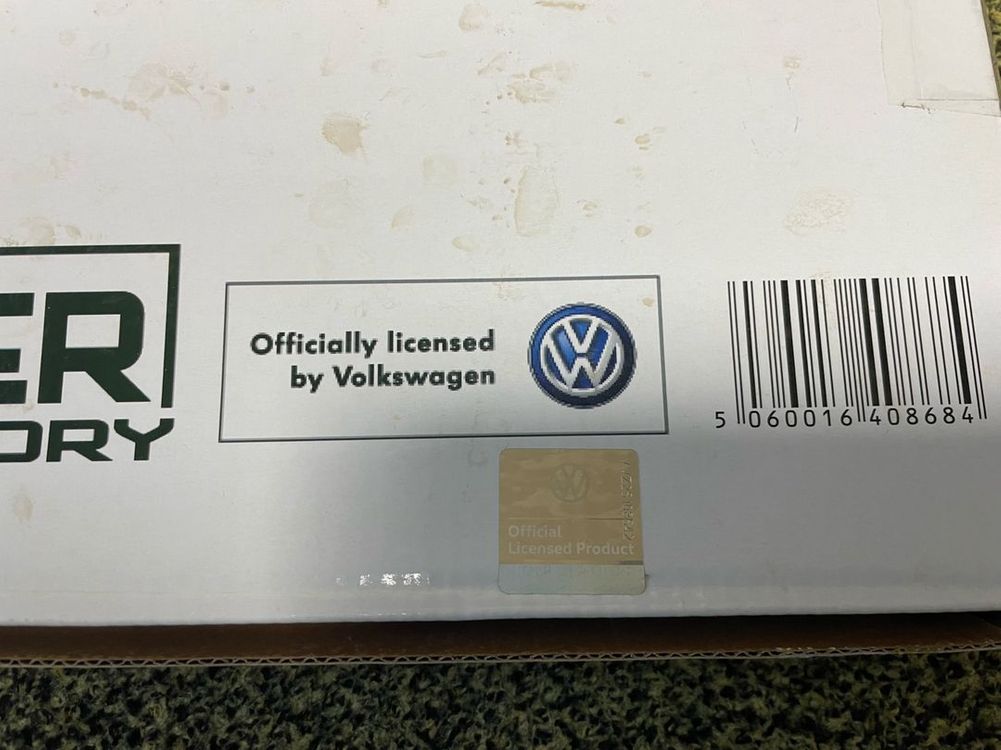 ER
ORY
Officially licensed
by Volkswagen
5 060016 408684
Official
Licensed Product